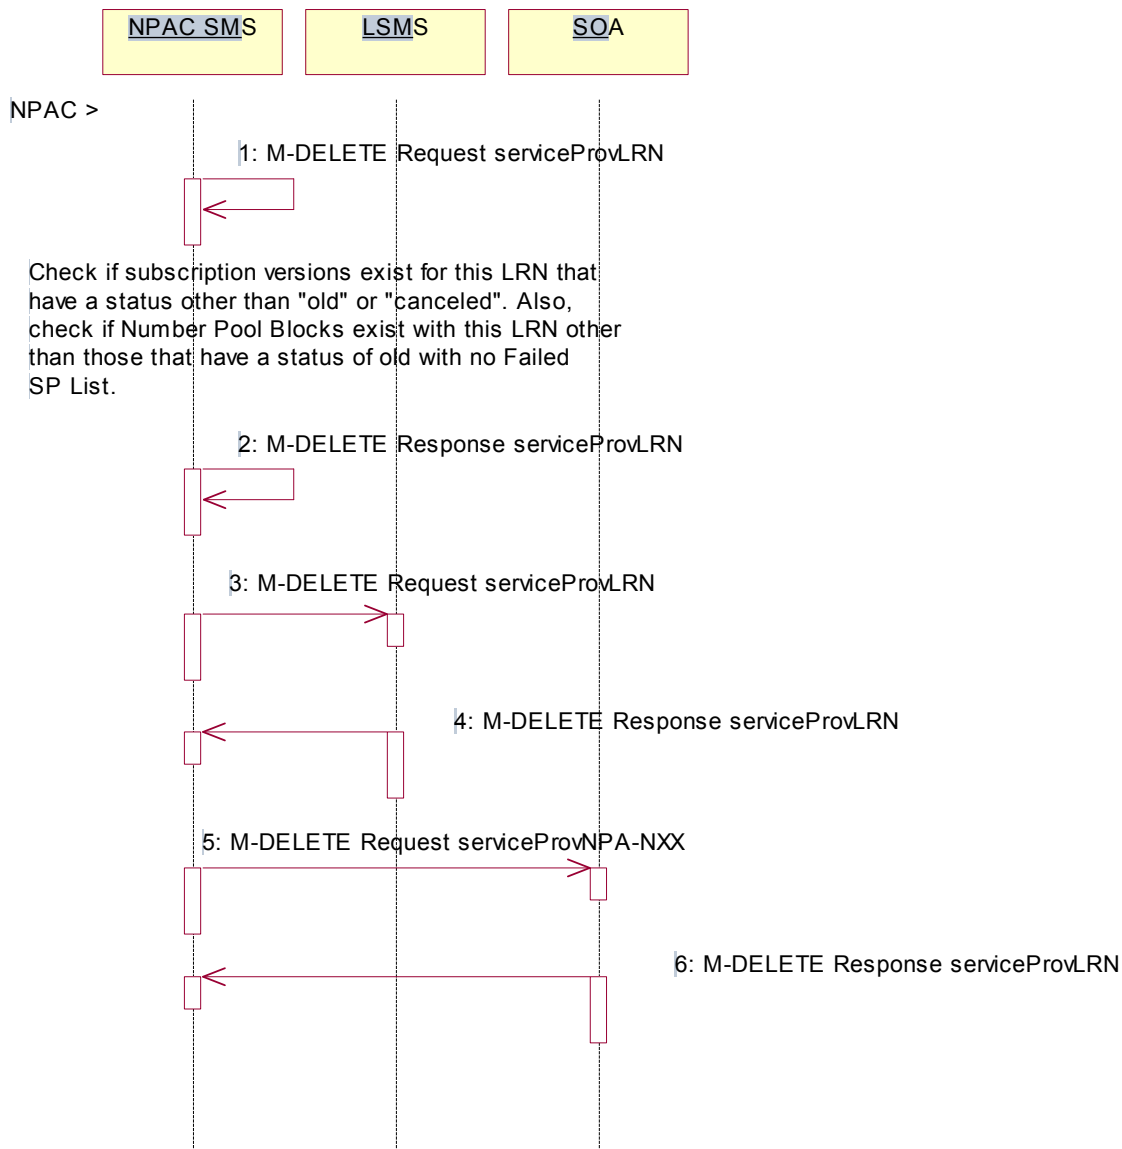 NPAC SMS
LSMS
SOA
NPAC >
1: M-DELETE Request serviceProvLRN
Check if subscription versions exist for this LRN that
have a status other than "old" or "canceled". Also,
check if Number Pool Blocks exist with this LRN other
than those that have a status of old with no Failed
SP List.
2: M-DELETE Response serviceProvLRN
3: M-DELETE Request serviceProvLRN
4: M-DELETE Response serviceProvLRN
5: M-DELETE Request serviceProvNPA-NXX
6: M-DELETE Response serviceProvLRN